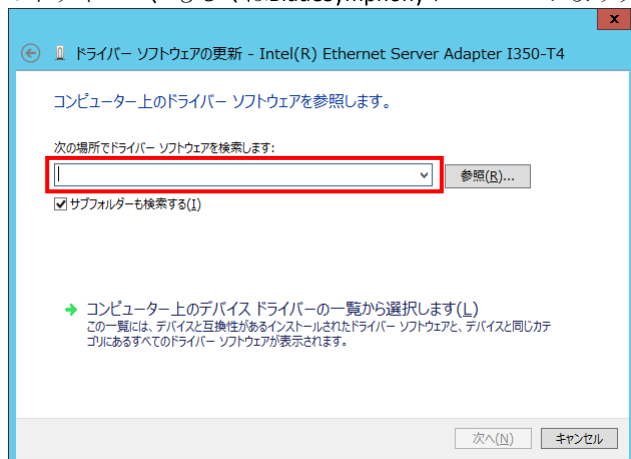 BladeSymphony
x
ドライバー ソフトウェアの更新 - Intel(R) Ethernet Server Adapter I350-T4
コンピューター上のドライバー ソフトウェアを参照します。
次の場所でドライバー ソフトウェアを検索します:
参照(R)...
サブフォルダーも検索する(I)
コンピューター上のデバイス ドライバーの一覧から選択します(L)
この一覧には、デバイスと互換性があるインストールされたドライバー ソフトウェアと、デバイスと同じカテ
ゴリにあるすべてのドライバー ソフトウェアが表示されます。
次へ(N)
キャンセル